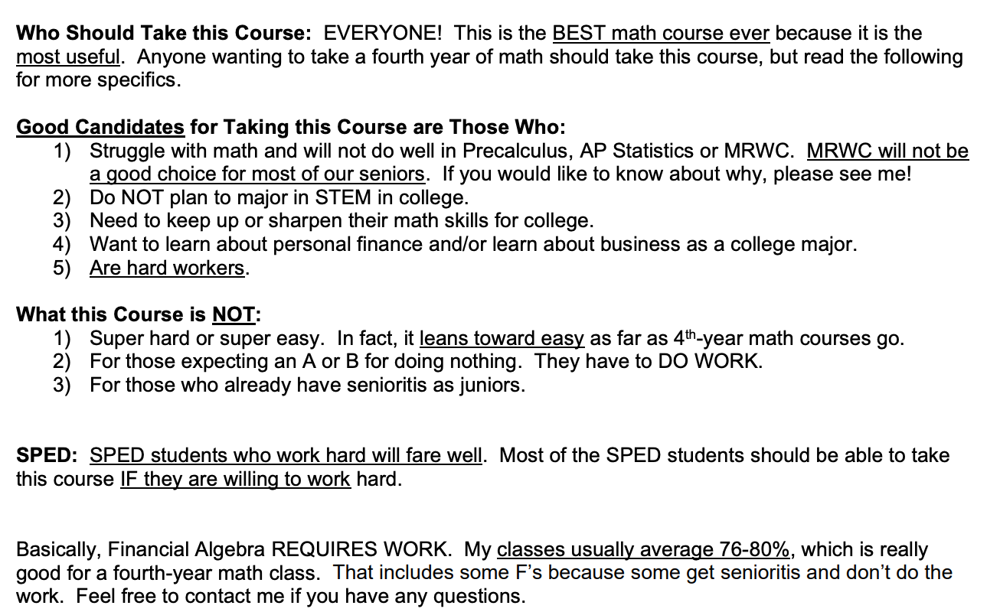 Who Should Take this Course:  EVERYONE!  This is the BEST math course ever because it is the
most useful.  Anyone wanting to take a fourth year of math should take this course, but read the following
for more specifics.
Good Candidates for Taking this Course are Those Who:
1)   Struggle with math and will not do well in Precalculus, AP Statistics or MRWC.  MRWC will not be
a good choice for most of our seniors.  If you would like to know about why, please see me!
2)   Do NOT plan to major in STEM in college.
3)   Need to keep up or sharpen their math skills for college.
4)   Want to learn about personal finance and/or learn about business as a college major.
5)   Are hard workers.
What this Course is NOT:
1)   Super hard or super easy.  In fact, it leans toward easy as far as 4th-year math courses go.
2)   For those expecting an A or B for doing nothing.  They have to DO WORK.
3)   For those who already have senioritis as juniors.
SPED:  SPED students who work hard will fare well.  Most of the SPED students should be able to take
this course IF they are willing to work hard.
Basically, Financial Algebra REQUIRES WORK.  My classes usually average 76-80%, which is really
good for a fourth-year math class.  That includes some F’s because some get senioritis and don’t do the
work.  Feel free to contact me if you have any questions.